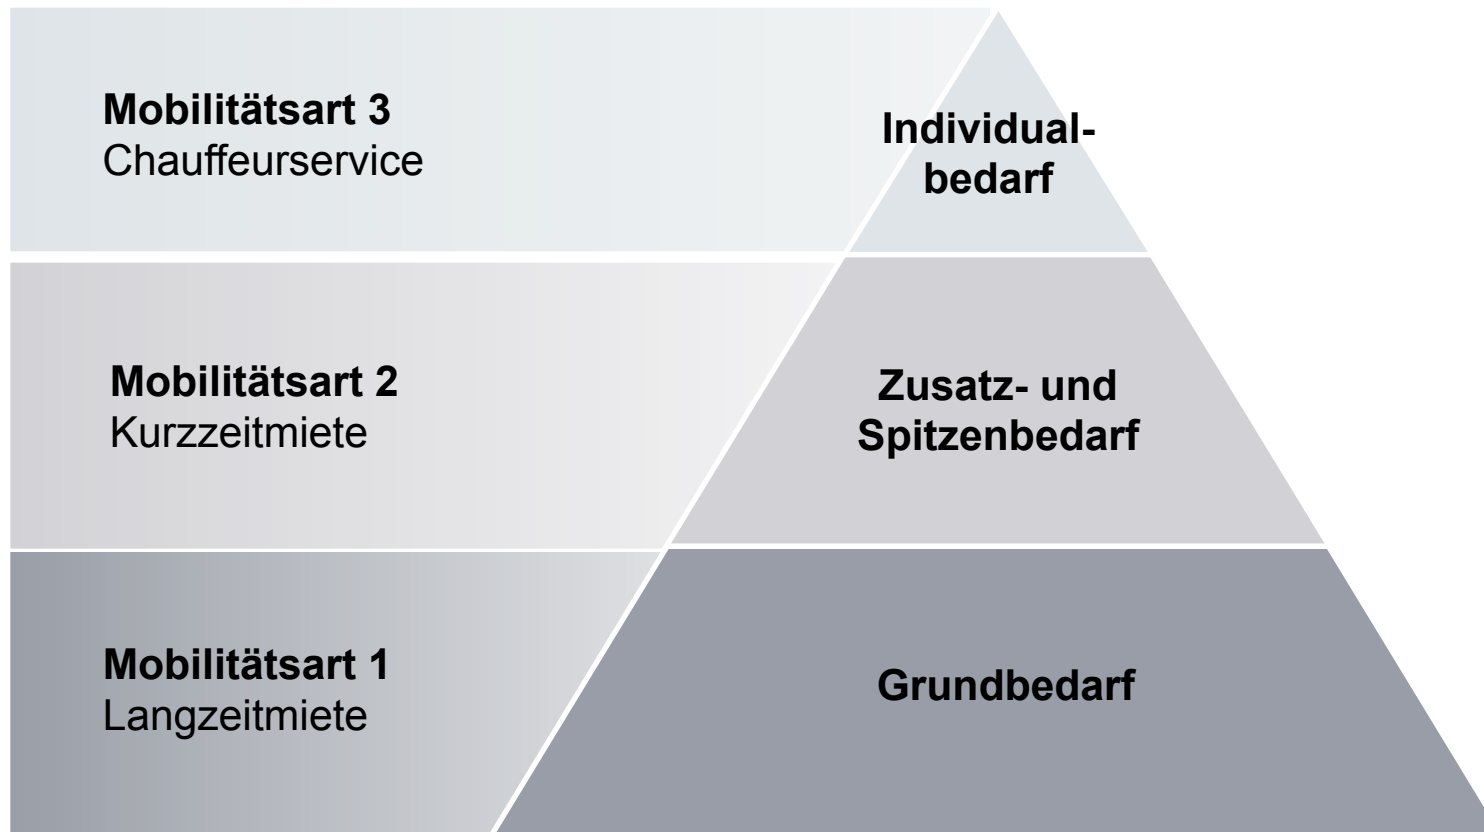 Mobilitätsart 3
Chauffeurservice
Individual-
bedarf
Mobilitätsart 2
Kurzzeitmiete
Zusatz- und
Spitzenbedarf
Mobilitätsart 1
Langzeitmiete
Grundbedarf